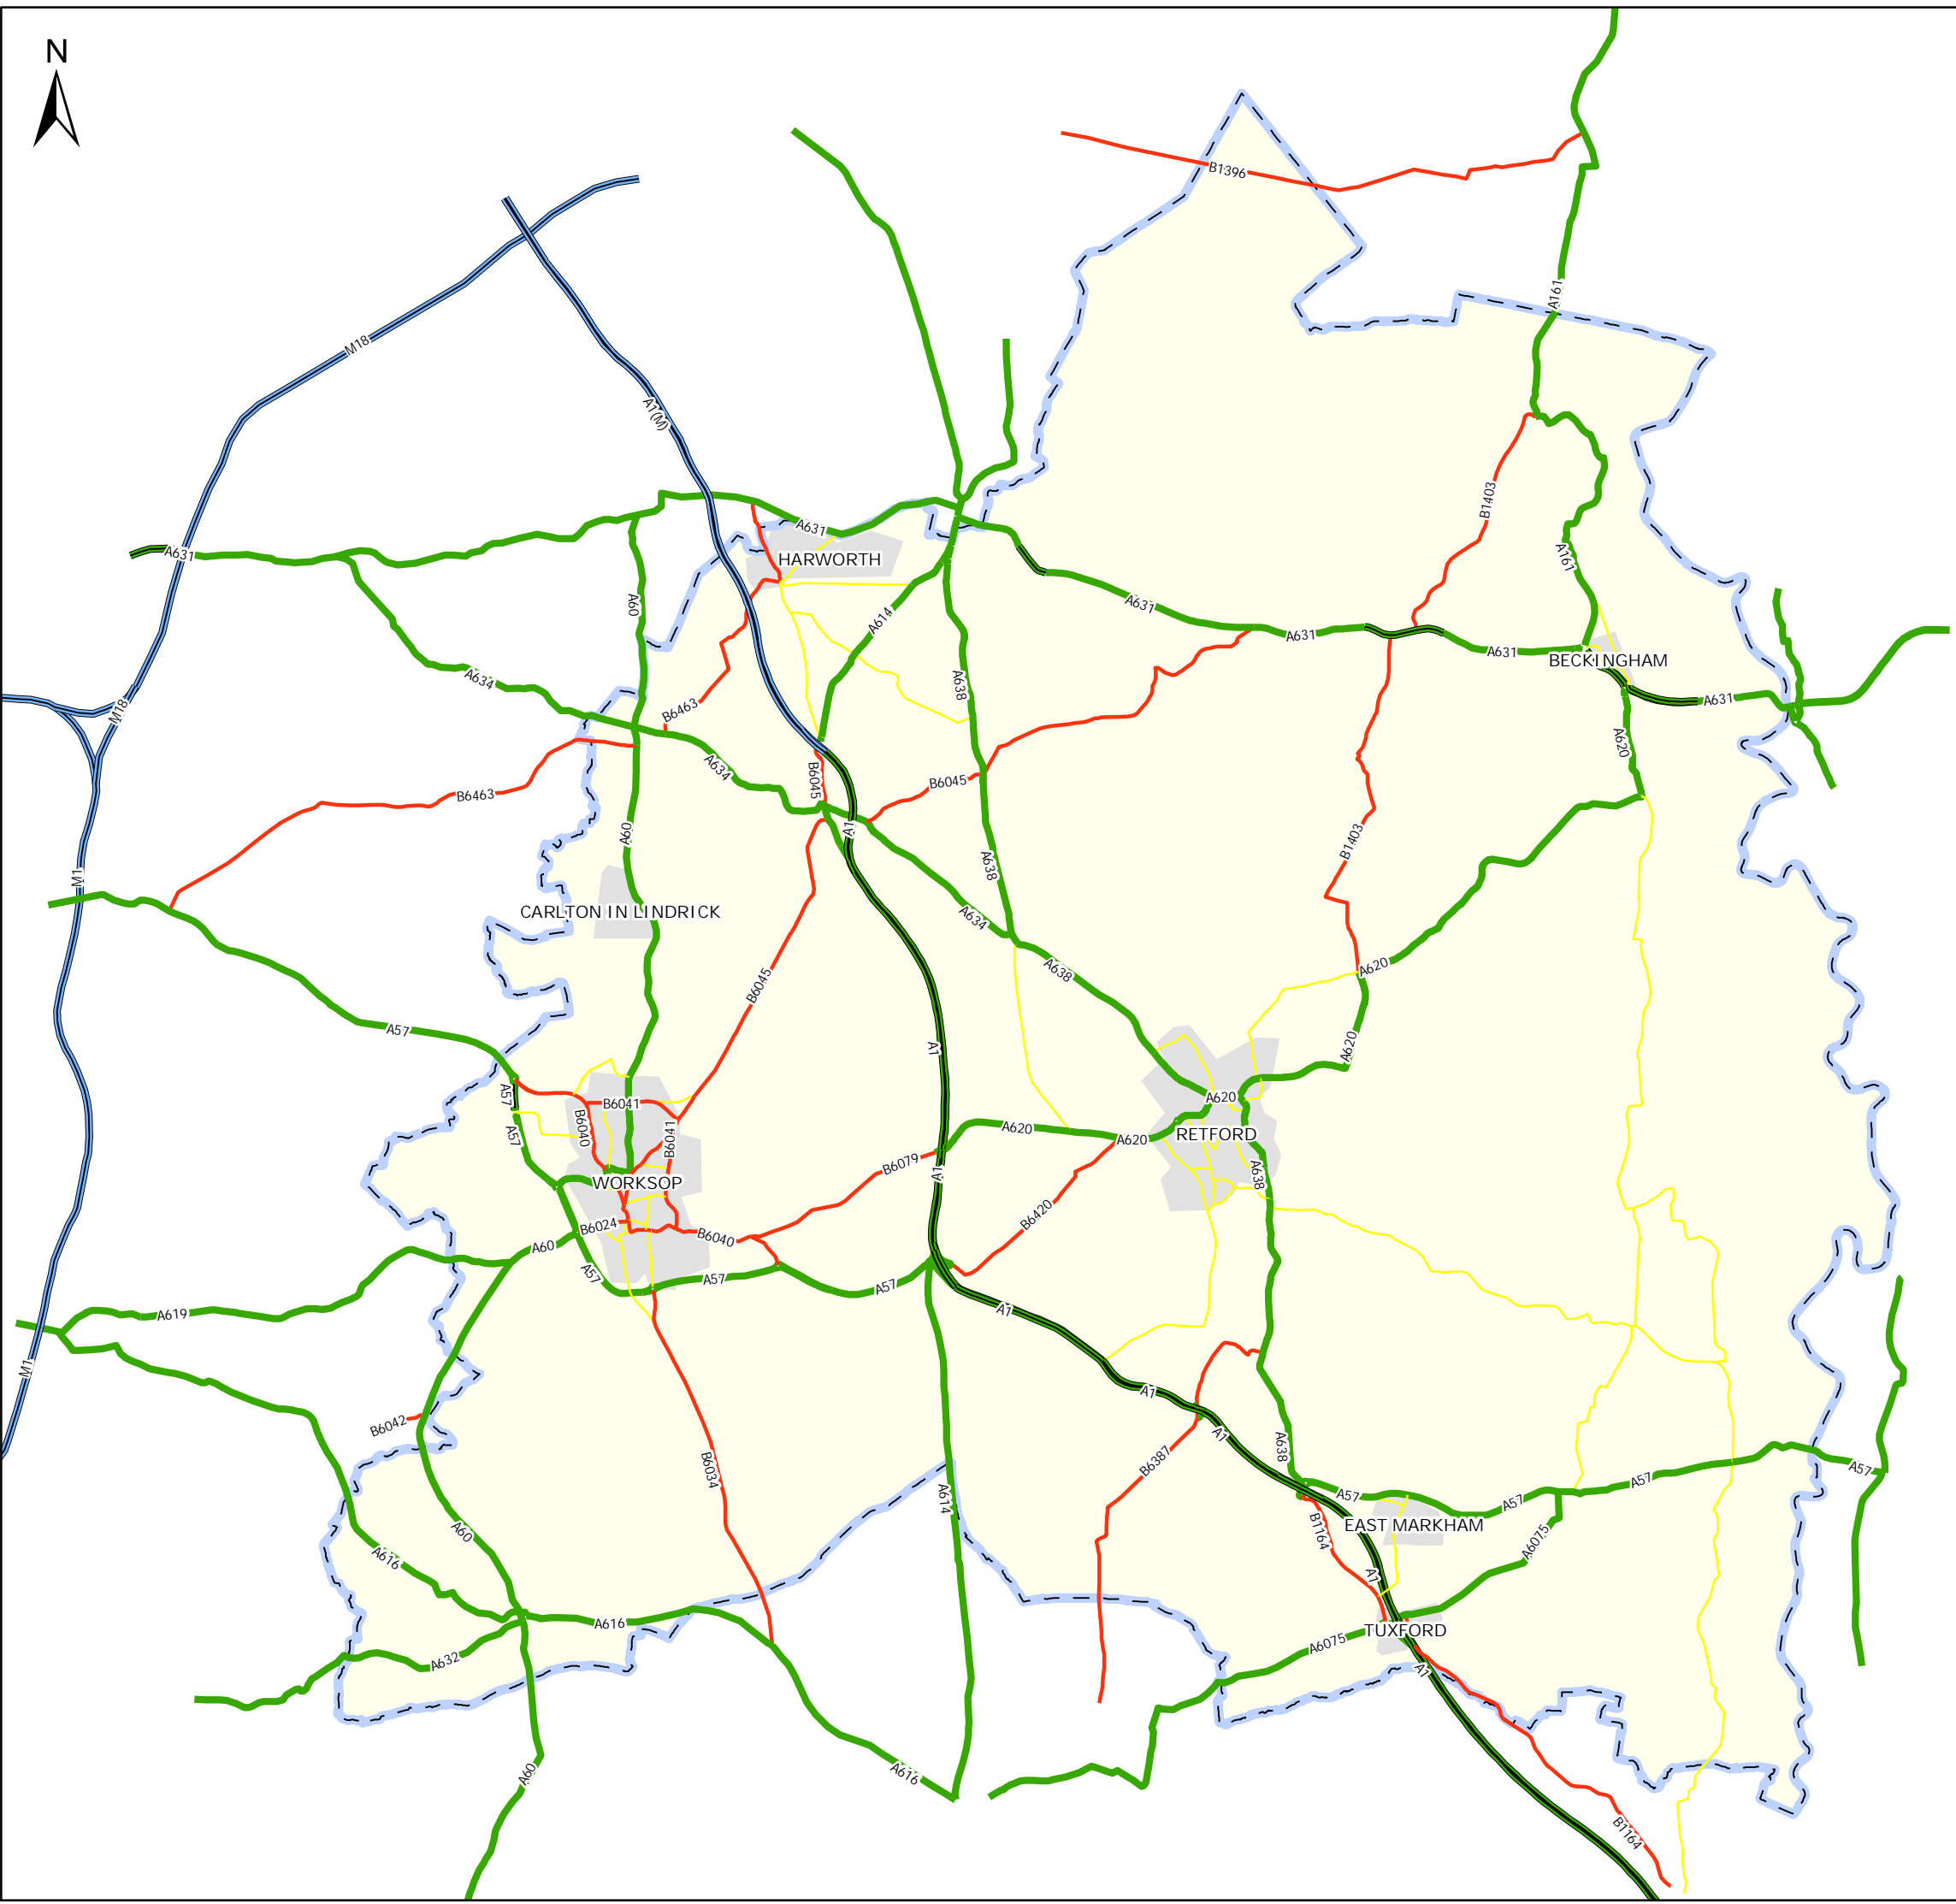 N
B1396
A161
M18
A1(M)
B1403
A631
HARWORTH
A631
A161
A60
A631
A614
A631
A631
BECKINGHAM
A634
A638
A631
M18
B6463
A620
A634
B6045
B6045
B6463
A1
A60
B1403
A638
M1
CARLTON IN LINDRICK
A634
A638
A620
B6045
A57
A1
A620
A57
B6041
A620
B6040
A620
A57
B6041
A620
RETFORD
B6079
A1
A638
WORKSOP
B6420
B6024
B6040
A60
A57
A57
A57
A1
A619
M1
A1
B6042
A1
A638
B6387
B6034
A57
A57
A57
A614
A57
EAST MARKHAM
A60
B1164
A6075
A616
A1
A616
TUXFORD
A6075
A632
A1
A60
A616
B1164